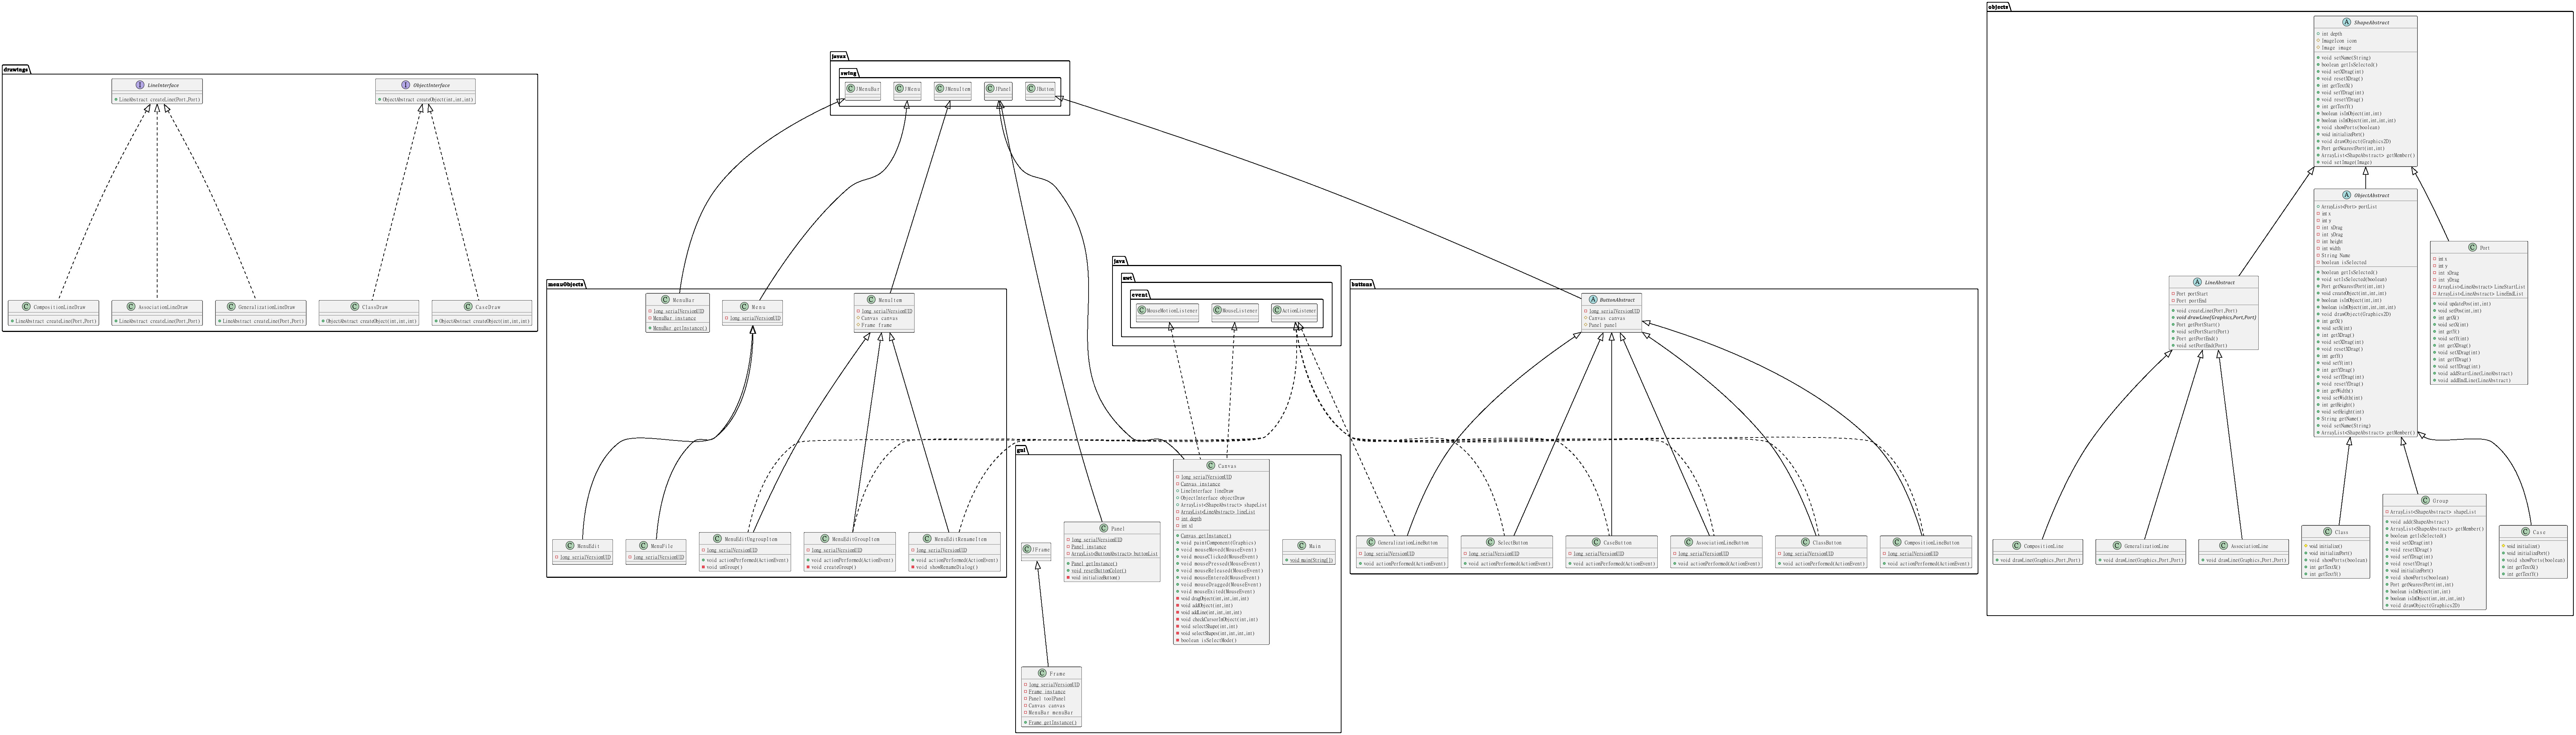 drawings
LineInterface
LineAbstract createLine(Port,Port)
ObjectInterface
ObjectAbstract createObject(int,int,int)
CompositionLineDraw
LineAbstract createLine(Port,Port)
AssociationLineDraw
LineAbstract createLine(Port,Port)
GeneralizationLineDraw
LineAbstract createLine(Port,Port)
ClassDraw
ObjectAbstract createObject(int,int,int)
CaseDraw
ObjectAbstract createObject(int,int,int)
javax
swing
JMenuBar
JMenu
JMenuItem
JPanel
JButton
menuObjects
MenuBar
long serialVersionUID
MenuBar instance
MenuBar getInstance()
Menu
long serialVersionUID
MenuItem
long serialVersionUID
Canvas canvas
Frame frame
MenuEdit
long serialVersionUID
MenuFile
long serialVersionUID
MenuEditUngroupItem
long serialVersionUID
void actionPerformed(ActionEvent)
void unGroup()
MenuEditGroupItem
long serialVersionUID
void actionPerformed(ActionEvent)
void createGroup()
MenuEditRenameItem
long serialVersionUID
void actionPerformed(ActionEvent)
void showRenameDialog()
java
awt
event
MouseMotionListener
MouseListener
ActionListener
gui
JFrame
Panel
long serialVersionUID
Panel instance
ArrayList<ButtonAbstract> buttonList
Panel getInstance()
void resetButtonColor()
void initializeButton()
Canvas
long serialVersionUID
Canvas instance
LineInterface lineDraw
ObjectInterface objectDraw
ArrayList<ShapeAbstract> shapeList
ArrayList<LineAbstract> lineList
int depth
Canvas getInstance()
void paintComponent(Graphics)
void mouseMoved(MouseEvent)
void mouseClicked(MouseEvent)
void mousePressed(MouseEvent)
void mouseReleased(MouseEvent)
void mouseEntered(MouseEvent)
void mouseDragged(MouseEvent)
void mouseExited(MouseEvent)
void dragObject(int,int,int,int)
void addObject(int,int)
void addLine(int,int,int,int)
void checkCursorInObject(int,int)
void selectShape(int,int)
void selectShapes(int,int,int,int)
boolean isSelectMode()
Main
void main(String[])
Frame
long serialVersionUID
Frame instance
Panel toolPanel
Canvas canvas
MenuBar menuBar
Frame getInstance()
buttons
ButtonAbstract
long serialVersionUID
Canvas canvas
Panel panel
GeneralizationLineButton
long serialVersionUID
void actionPerformed(ActionEvent)
SelectButton
long serialVersionUID
void actionPerformed(ActionEvent)
CaseButton
long serialVersionUID
void actionPerformed(ActionEvent)
AssociationLineButton
long serialVersionUID
void actionPerformed(ActionEvent)
ClassButton
long serialVersionUID
void actionPerformed(ActionEvent)
CompositionLineButton
long serialVersionUID
void actionPerformed(ActionEvent)
objects
ShapeAbstract
int depth
ImageIcon icon
Image image
void setName(String)
boolean getIsSelected()
void setXDrag(int)
void resetXDrag()
int getTextX()
void setYDrag(int)
void resetYDrag()
int getTextY()
boolean isInObject(int,int)
boolean isInObject(int,int,int,int)
void showPorts(boolean)
void initializePort()
void drawObject(Graphics2D)
Port getNearestPort(int,int)
ArrayList<ShapeAbstract> getMember()
void setImage(Image)
ObjectAbstract
ArrayList<Port> portList
int x
int y
int xDrag
int yDrag
int height
int width
String Name
boolean isSelected
boolean getIsSelected()
void setIsSelected(boolean)
Port getNearestPort(int,int)
void createObject(int,int,int)
boolean isInObject(int,int)
boolean isInObject(int,int,int,int)
void drawObject(Graphics2D)
int getX()
void setX(int)
int getXDrag()
void setXDrag(int)
void resetXDrag()
int getY()
void setY(int)
int getYDrag()
void setYDrag(int)
void resetYDrag()
int getWidth()
void setWidth(int)
int getHeight()
void setHeight(int)
String getName()
void setName(String)
ArrayList<ShapeAbstract> getMember()
Port
int x
int y
int xDrag
int yDrag
ArrayList<LineAbstract> LineStartList
ArrayList<LineAbstract> LineEndList
void updatePos(int,int)
void setPos(int,int)
int getX()
void setX(int)
int getY()
void setY(int)
int getXDrag()
void setXDrag(int)
int getYDrag()
void setYDrag(int)
void addStartLine(LineAbstract)
void addEndLine(LineAbstract)
LineAbstract
Port portStart
Port portEnd
void createLine(Port,Port)
void drawLine(Graphics,Port,Port)
Port getPortStart()
void setPortStart(Port)
Port getPortEnd()
void setPortEnd(Port)
CompositionLine
void drawLine(Graphics,Port,Port)
GeneralizationLine
void drawLine(Graphics,Port,Port)
AssociationLine
void drawLine(Graphics,Port,Port)
Class
void initialize()
void initializePort()
void showPorts(boolean)
int getTextX()
int getTextY()
Group
ArrayList<ShapeAbstract> shapeList
void add(ShapeAbstract)
ArrayList<ShapeAbstract> getMember()
boolean getIsSelected()
void setXDrag(int)
void resetXDrag()
void setYDrag(int)
void resetYDrag()
void initializePort()
void showPorts(boolean)
Port getNearestPort(int,int)
boolean isInObject(int,int)
boolean isInObject(int,int,int,int)
void drawObject(Graphics2D)
Case
void initialize()
void initializePort()
void showPorts(boolean)
int getTextX()
int getTextY()